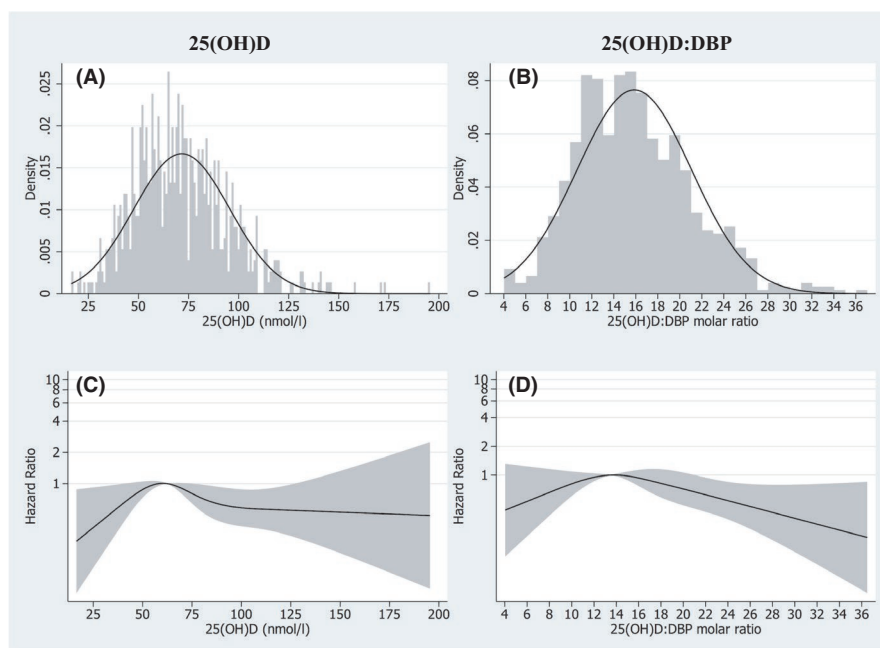 25(OH)D
25(OH)D:DBP
(A)
Density
0 .005 .01 .015 .02 .025
25 50 75 100 125 150 175 200
25(OH)D (nmol/l)
(B)
Density
0 .02 .04 .06 .08
4 6 8 10 12 14 16 18 20 22 24 26 28 30 32 34 36
25(OH)D:DBP molar ratio
(C)
Hazard Ratio
1 2 4 6 8 10
25 50 75 100 125 150 175 200
25(OH)D (nmol/l)
(D)
Hazard Ratio
1 2 4 6 8 10
4 6 8 10 12 14 16 18 20 22 24 26 28 30 32 34 36
25(OH)D:DBP molar ratio